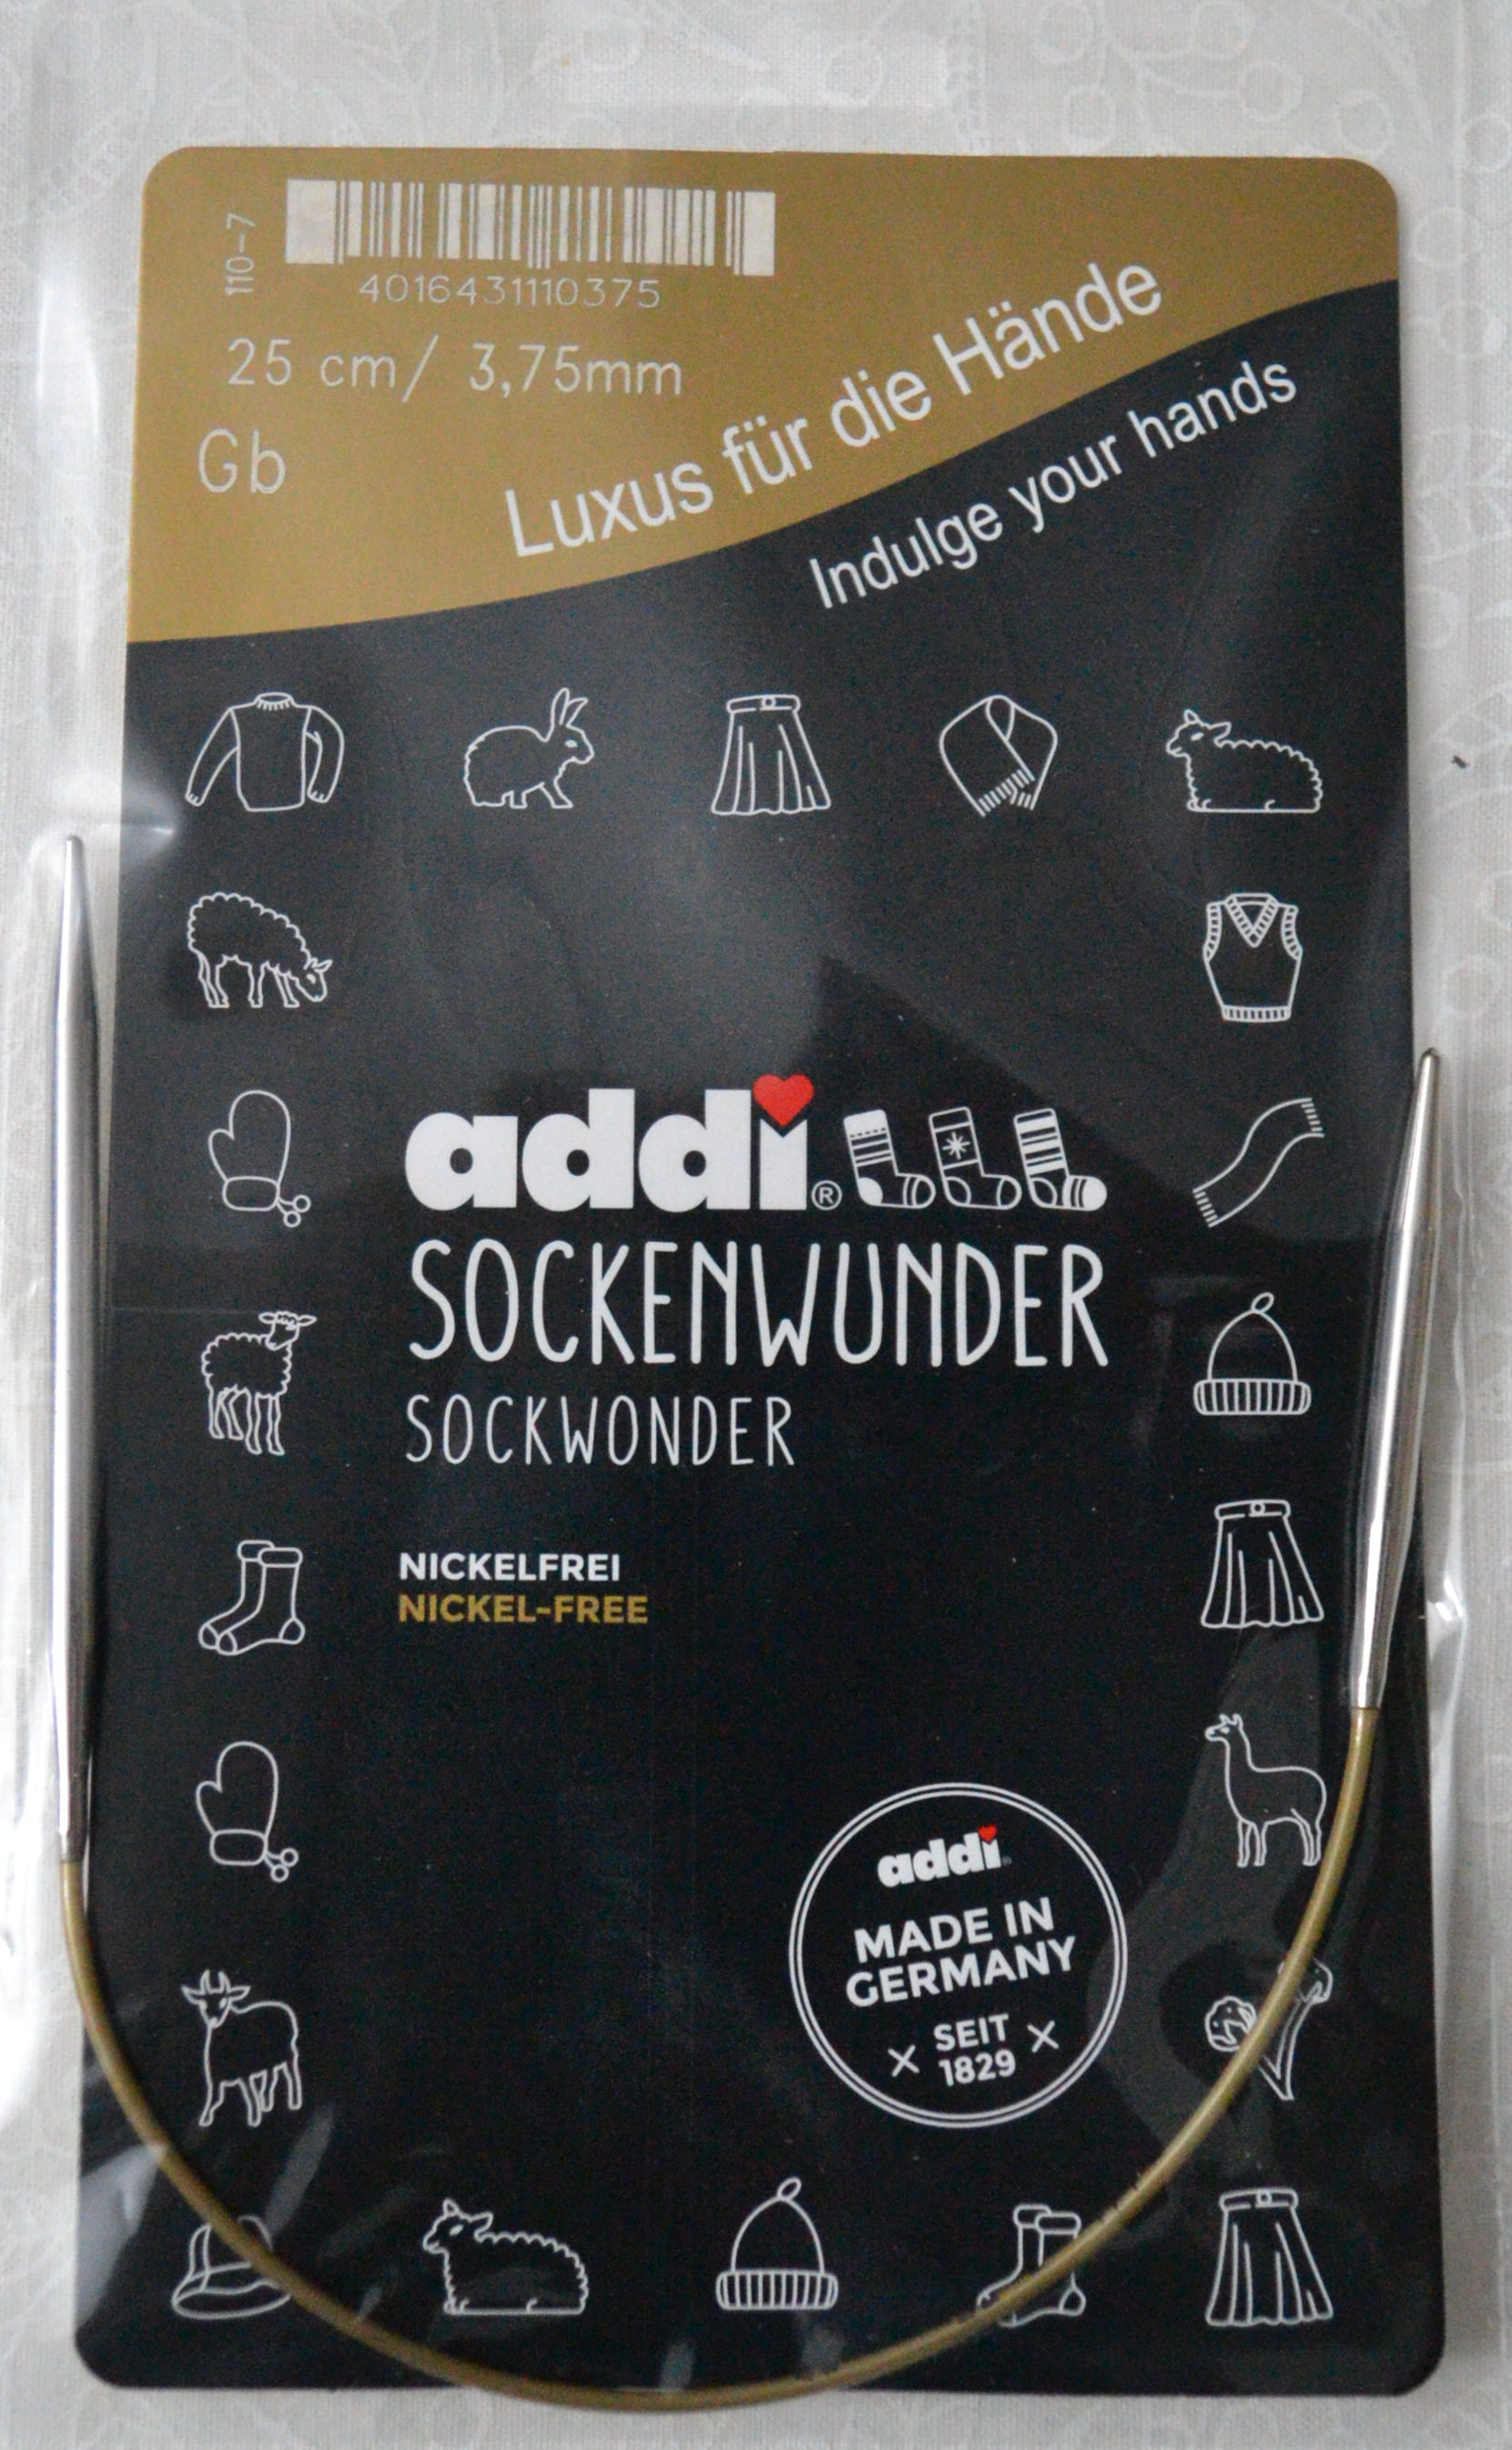 110-7
4016431110375
25 cm/ 3,75mm
Gb
Luxus für die Hände
Indulge your hands
addi®
SOCKENWUNDER
SOCKWONDER
NICKELFREI
NICKEL-FREE
addi
MADE IN
GERMANY
SEIT
1829